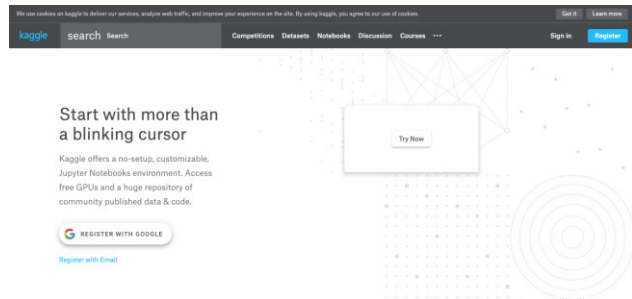 We use cookies on kaggle to deliver our services, analyze web traffic, and improve your experience on the site. By using kaggle, you agree to our use of cookies.
Got it
Learn more
kaggle
search Search
Competitions Datasets Notebooks Discussion Courses •••
Sign in
Register
Start with more than
a blinking cursor
Kaggle offers a no-setup, customizable,
Jupyter Notebooks environment. Access
free GPUs and a huge repository of
community published data & code.
Try Now
REGISTER WITH GOOGLE
Register with Email